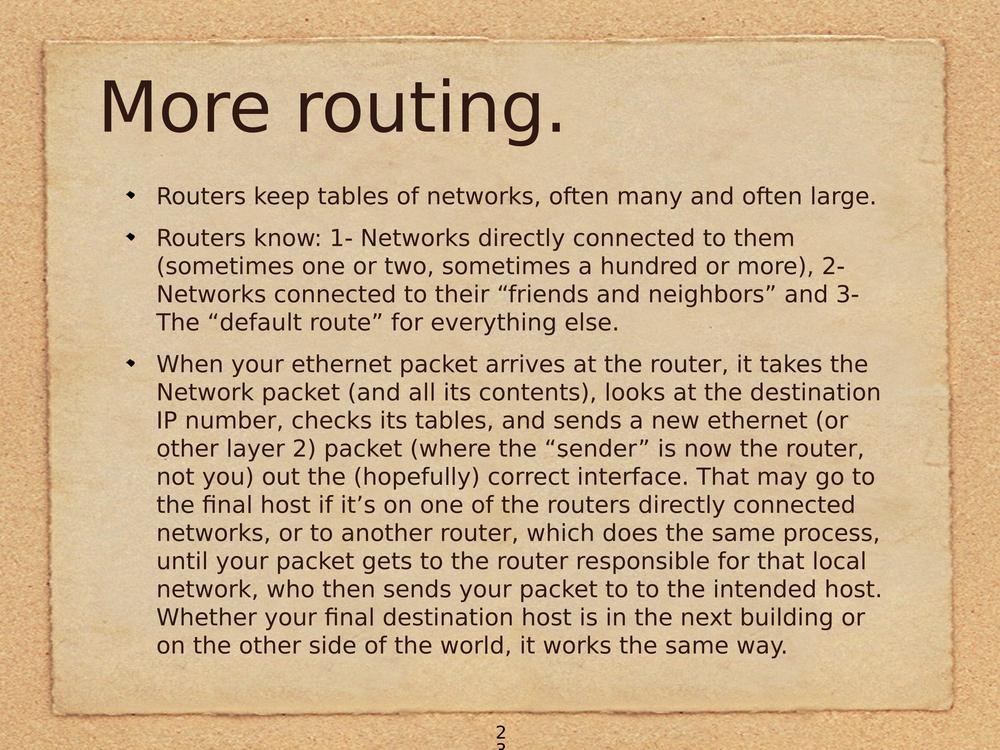 More routing.
Routers keep tables of networks, often many and often large.
Routers know: 1- Networks directly connected to them
(sometimes one or two, sometimes a hundred or more), 2-
Networks connected to their “friends and neighbors” and 3-
The “default route” for everything else.
When your ethernet packet arrives at the router, it takes the
Network packet (and all its contents), looks at the destination
IP number, checks its tables, and sends a new ethernet (or
other layer 2) packet (where the “sender” is now the router,
not you) out the (hopefully) correct interface. That may go to
the final host if it’s on one of the routers directly connected
networks, or to another router, which does the same process,
until your packet gets to the router responsible for that local
network, who then sends your packet to to the intended host.
Whether your final destination host is in the next building or
on the other side of the world, it works the same way.
2